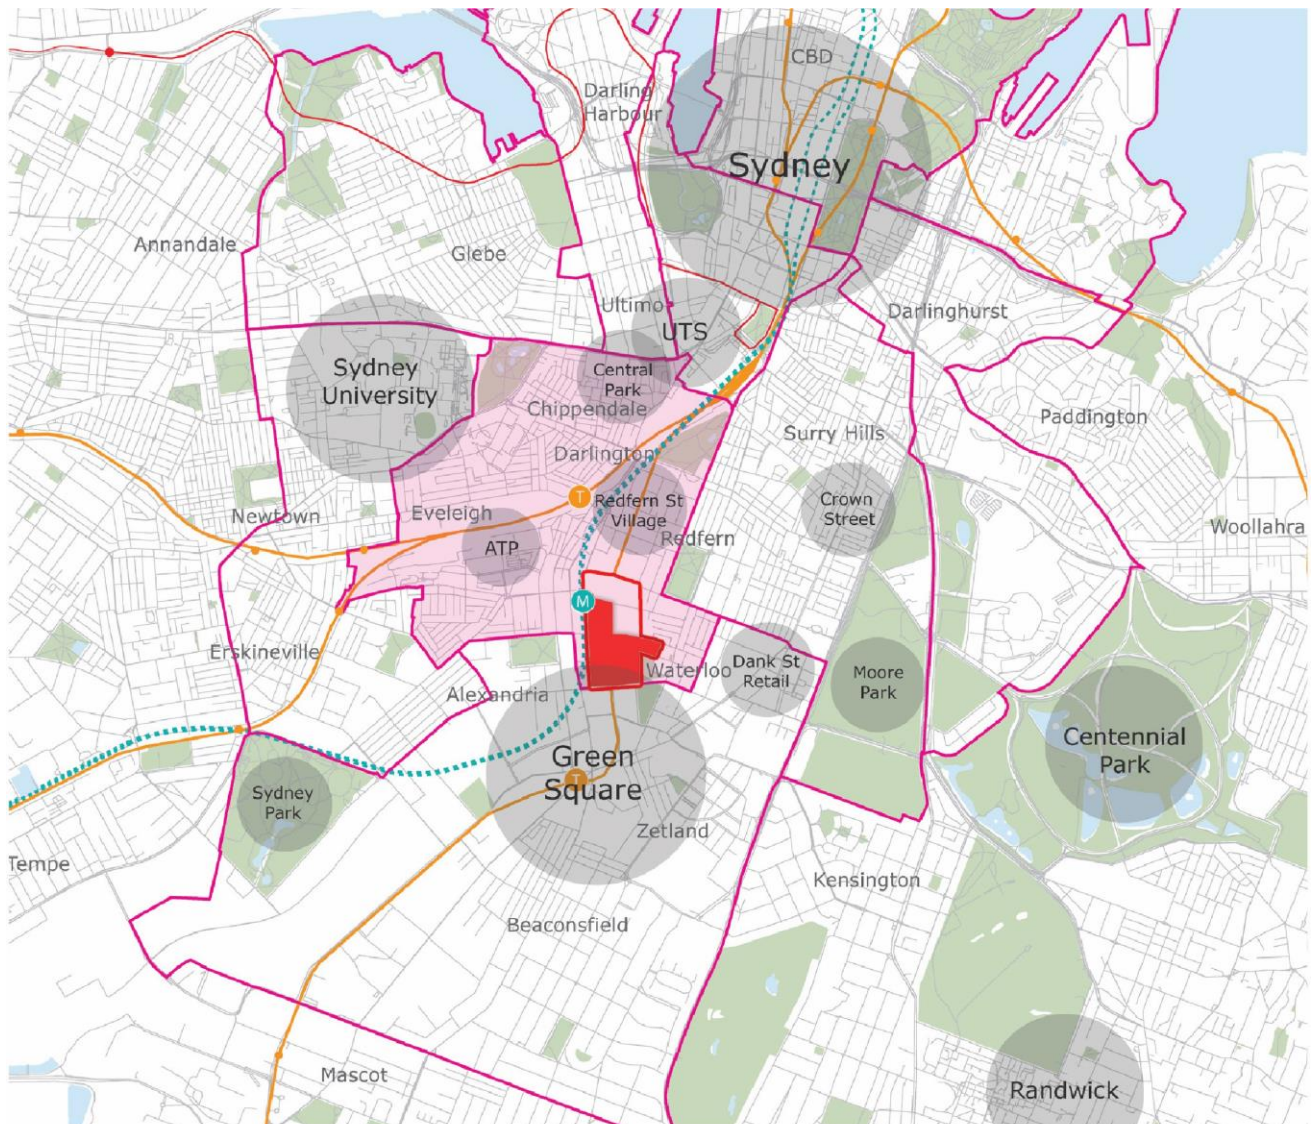 CBD
Darling
Harbour
Sydney
Annandale
Glebe
Ultimo
UTS
Darlinghurst
Sydney
University
Central
Park
Chippendale
Paddington
Surry Hills
Darlington
T
Redfern St
Village
Crown
Street
Newtown
Eveleigh
Redfern
Woollahra
ATP
M
Erskineville
Waterloo
Dank St
Retail
Moore
Park
Alexandria
Centennial
Park
Green
T
Square
Sydney
Park
Zetland
Tempe
Kensington
Beaconsfield
Mascot
Randwick